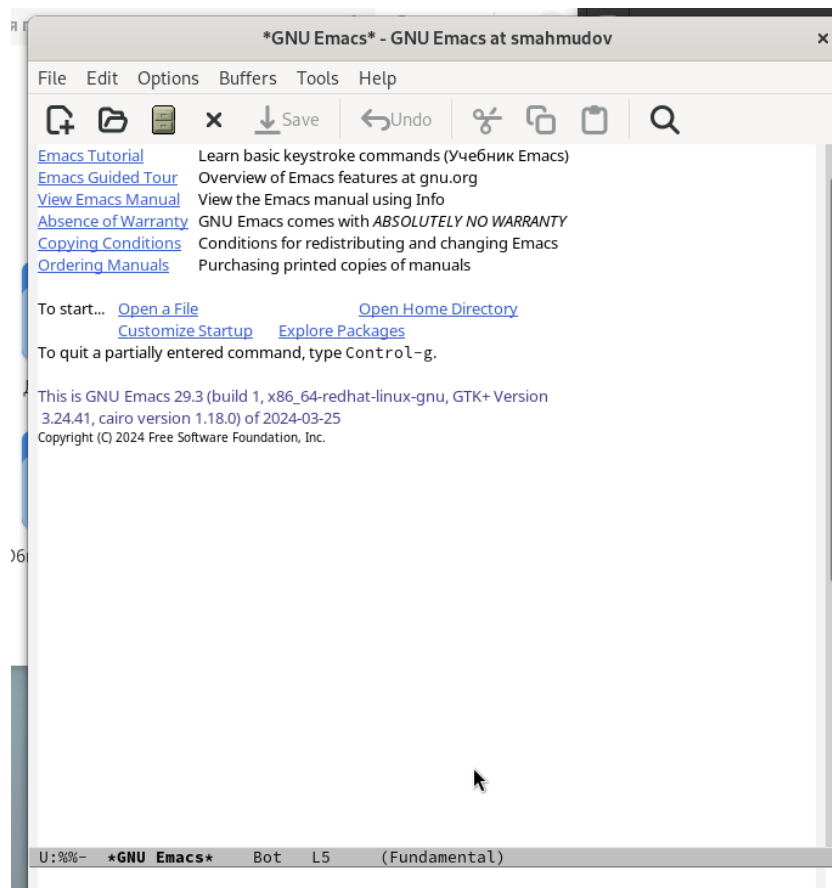 *GNU Emacs* - GNU Emacs at smahmudov ×
File Edit Options Buffers Tools Help
Save Undo
Emacs Tutorial Learn basic keystroke commands (Учебник Emacs)
Emacs Guided Tour Overview of Emacs features at gnu.org
View Emacs Manual View the Emacs manual using Info
Absence of Warranty GNU Emacs comes with ABSOLUTELY NO WARRANTY
Copying Conditions Conditions for redistributing and changing Emacs
Ordering Manuals Purchasing printed copies of manuals
To start... Open a File Open Home Directory
Customize Startup Explore Packages
To quit a partially entered command, type Control-g.
This is GNU Emacs 29.3 (build 1, x86_64-redhat-linux-gnu, GTK+ Version
3.24.41, cairo version 1.18.0) of 2024-03-25
Copyright (C) 2024 Free Software Foundation, Inc.
U:%%- *GNU Emacs* Bot L5 (Fundamental)